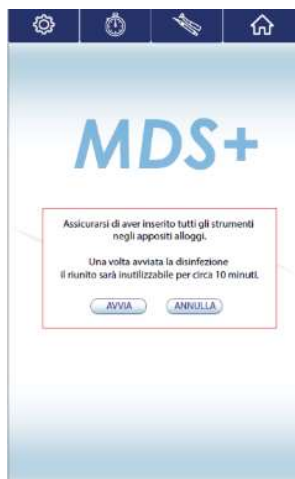 MDS+
Assicurarsi di aver inserito tutti gli strumenti
negli appositi alloggi.
Una volta avviata la disinfezione
il riunito sarà inutilizzabile per circa 10 minuti.
AVVIA ANNULLA